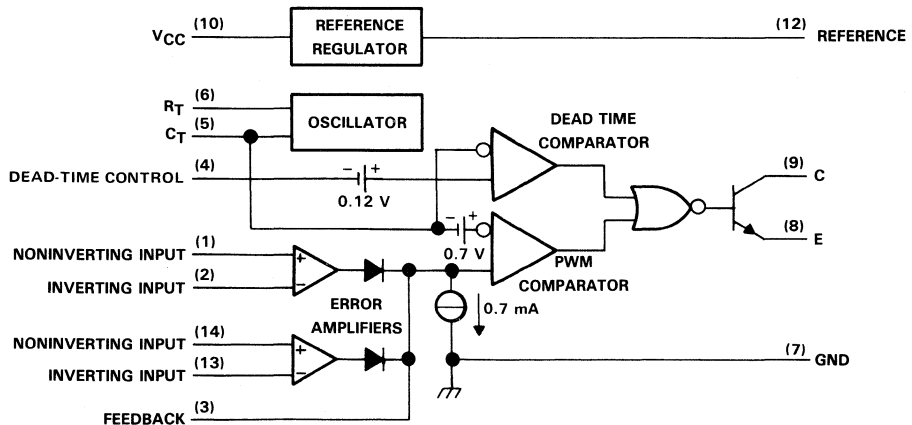 (10)
VCC
REFERENCE
REGULATOR
(12)
REFERENCE
(6)
RT
(5)
CT
OSCILLATOR
DEAD TIME
COMPARATOR
(4)
DEAD-TIME CONTROL
− +
0.12 V
(9)
C
(8)
E
− +
0.7 V
PWM
COMPARATOR
(1)
NONINVERTING INPUT
(2)
INVERTING INPUT
+
−
ERROR
AMPLIFIERS
0.7 mA
(14)
NONINVERTING INPUT
(13)
INVERTING INPUT
+
−
(7)
GND
(3)
FEEDBACK